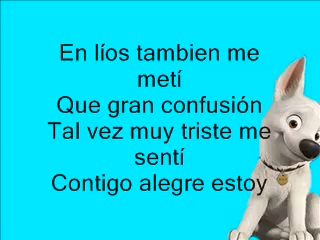 En líos tambien me
metí
Que gran confusión
Tal vez muy triste me
sentí
Contigo alegre estoy